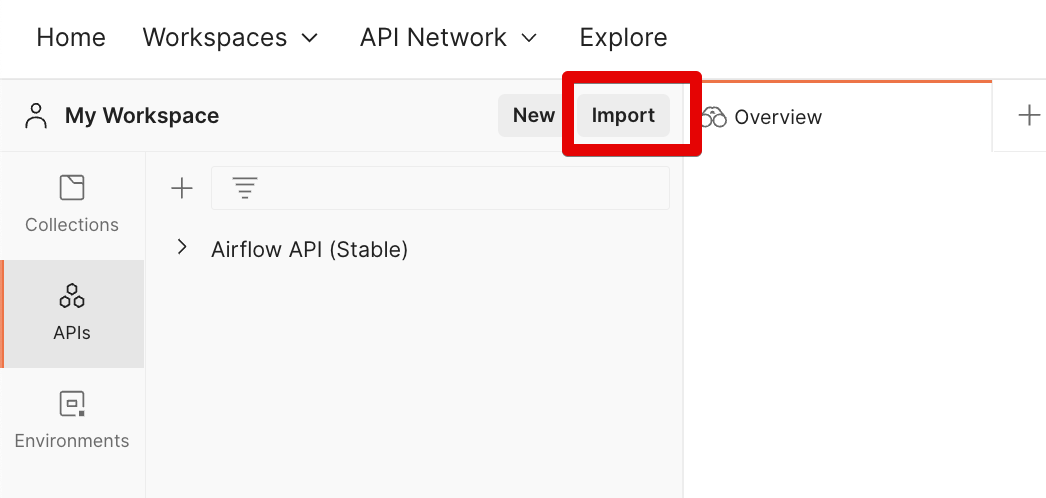 Home Workspaces API Network Explore
My Workspace New Import Overview
Collections
Airflow API (Stable)
APIs
Environments